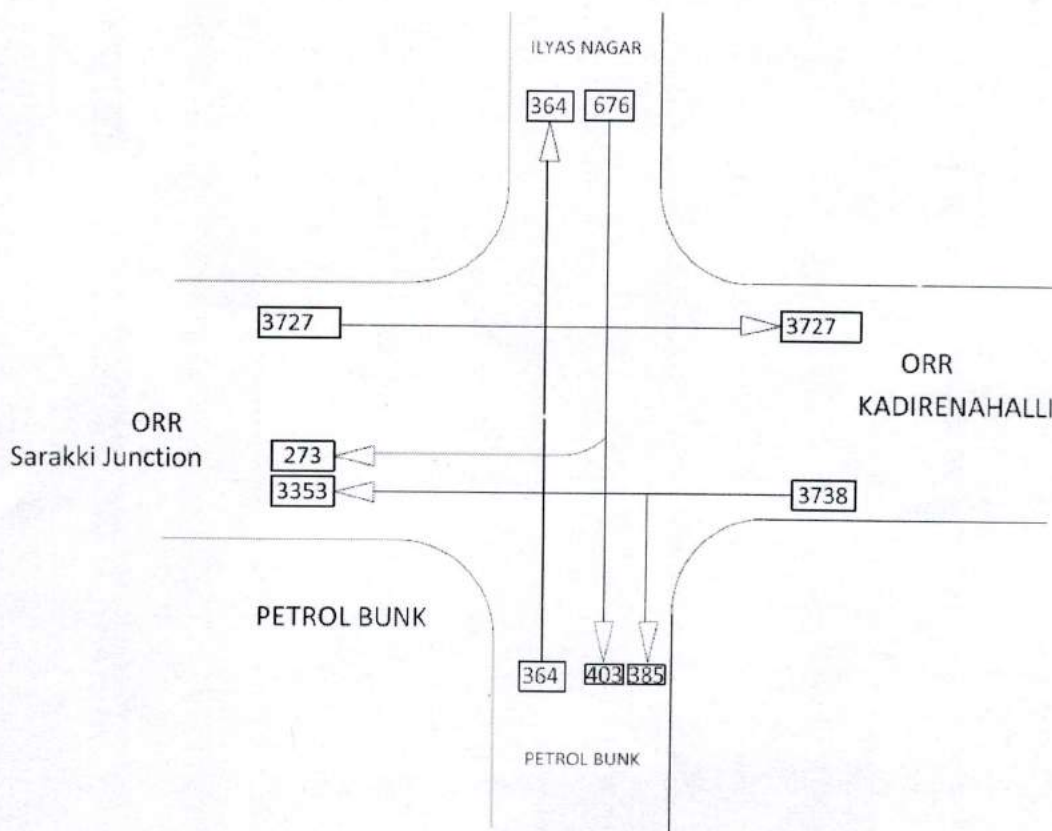 ILYAS NAGAR
364 676
3727 3727
ORR
KADIRENAHALLI
ORR
Sarakki Junction
273
3353 3738
PETROL BUNK
364 403 385
PETROL BUNK